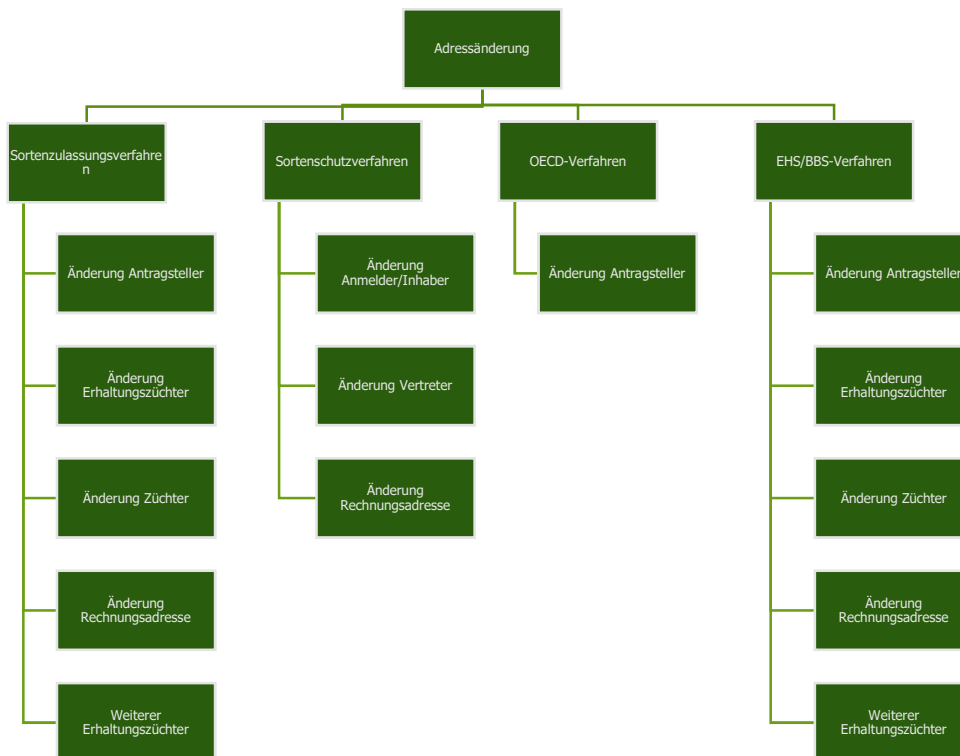 Adressänderung
Sortenzulassungsverfahre
n
Sortenschutzverfahren
OECD-Verfahren
EHS/BBS-Verfahren
Änderung Antragsteller
Änderung
Erhaltungszüchter
Änderung Züchter
Änderung
Rechnungsadresse
Weiterer
Erhaltungszüchter
Änderung
Anmelder/Inhaber
Änderung Vertreter
Änderung
Rechnungsadresse
Änderung Antragsteller
Änderung Antragsteller
Änderung
Erhaltungszüchter
Änderung Züchter
Änderung
Rechnungsadresse
Weiterer
Erhaltungszüchter